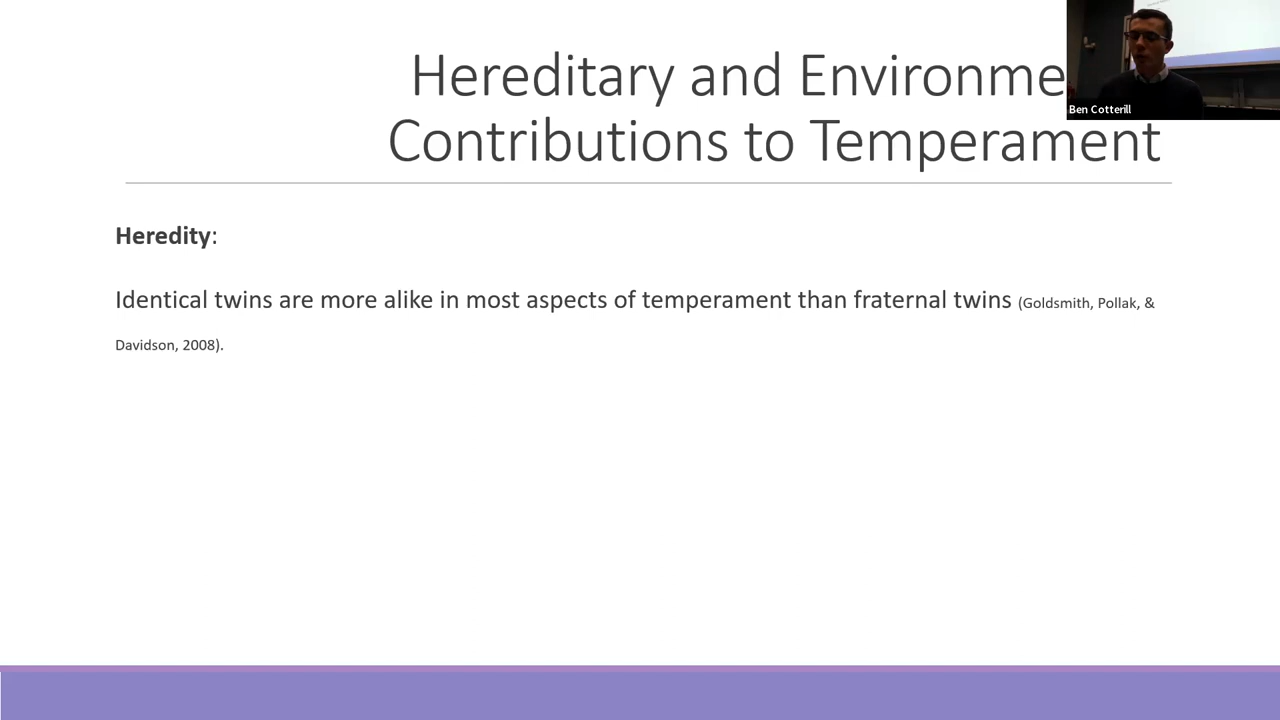 Hereditary and Environme
Contributions to Temperament
Ben Cotterill
Heredity:
Identical twins are more alike in most aspects of temperament than fraternal twins (Goldsmith, Pollak, &
Davidson, 2008).